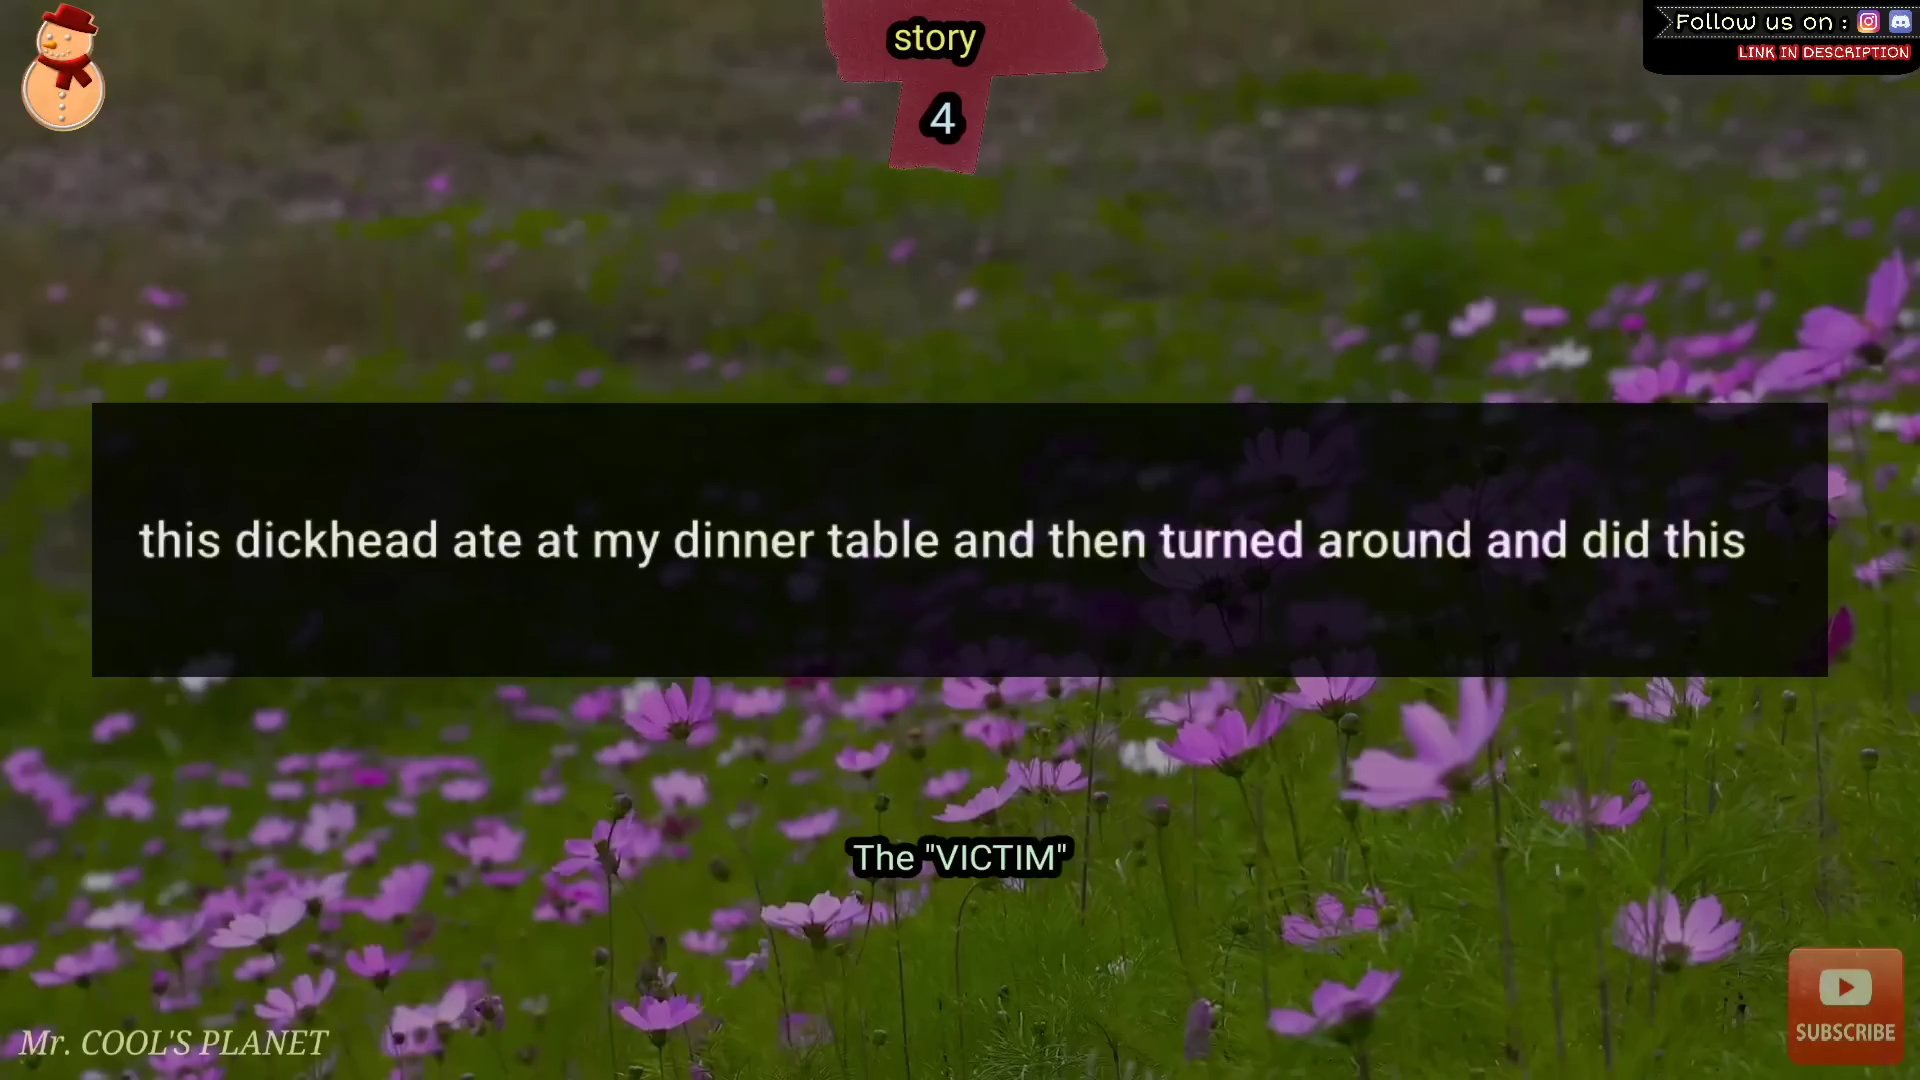 story
4
Follow us on :
LINK IN DESCRIPTION
this dickhead ate at my dinner table and then turned around and did this
The "VICTIM"
Mr. COOL'S PLANET
SUBSCRIBE